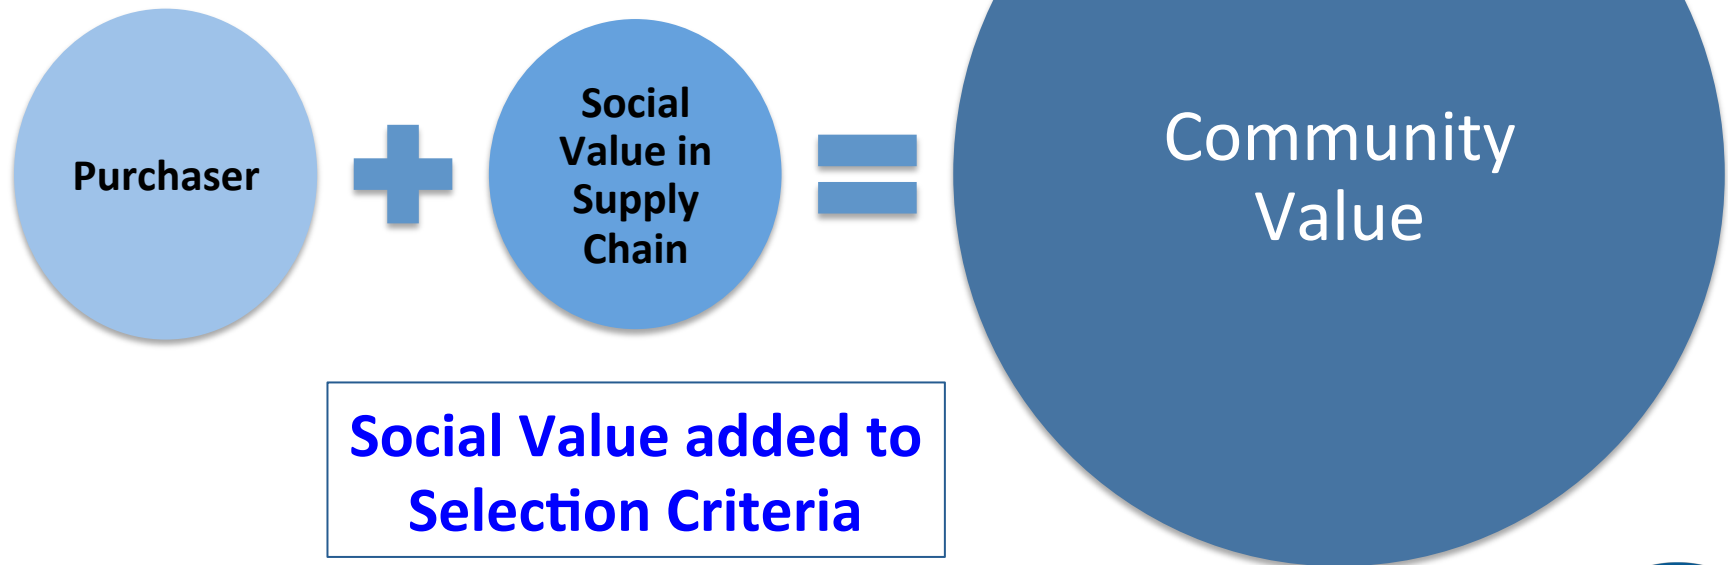 Purchaser
Social
Value in
Supply
Chain
Community
Value
Social Value added to
Selection Criteria